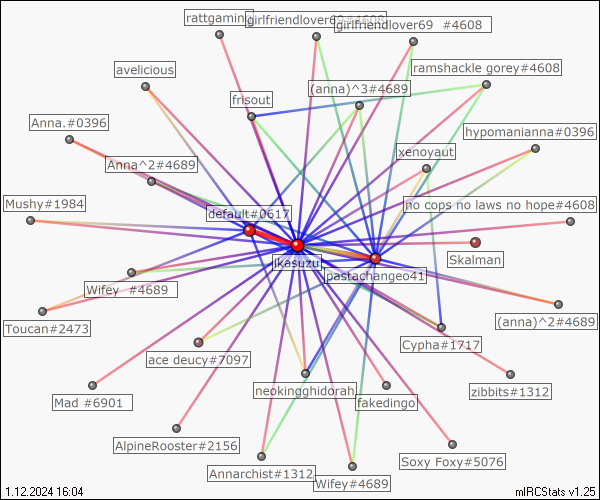 rattgaming
girlfriendlover69#4608
girlfriendlover69  #4608
avelicious
ramshackle gorey#4608
frisout
(anna)^3#4689
Anna.#0396
hypomanianna#0396
Anna^2#4689
xenoyaut
Mushy#1984
default#0617
no cops no laws no hope#4608
jkasuzu
Skalman
pastachangeo41
Wifey  #4689
Toucan#2473
(anna)^2#4689
Cypha#1717
ace deucy#7097
neokingghidorah
zibbits#1312
Mad #6901
fakedingo
AlpineRooster#2156
Soxy Foxy#5076
Annarchist#1312
Wifey#4689
1.12.2024 16:04
mIRCStats v1.25